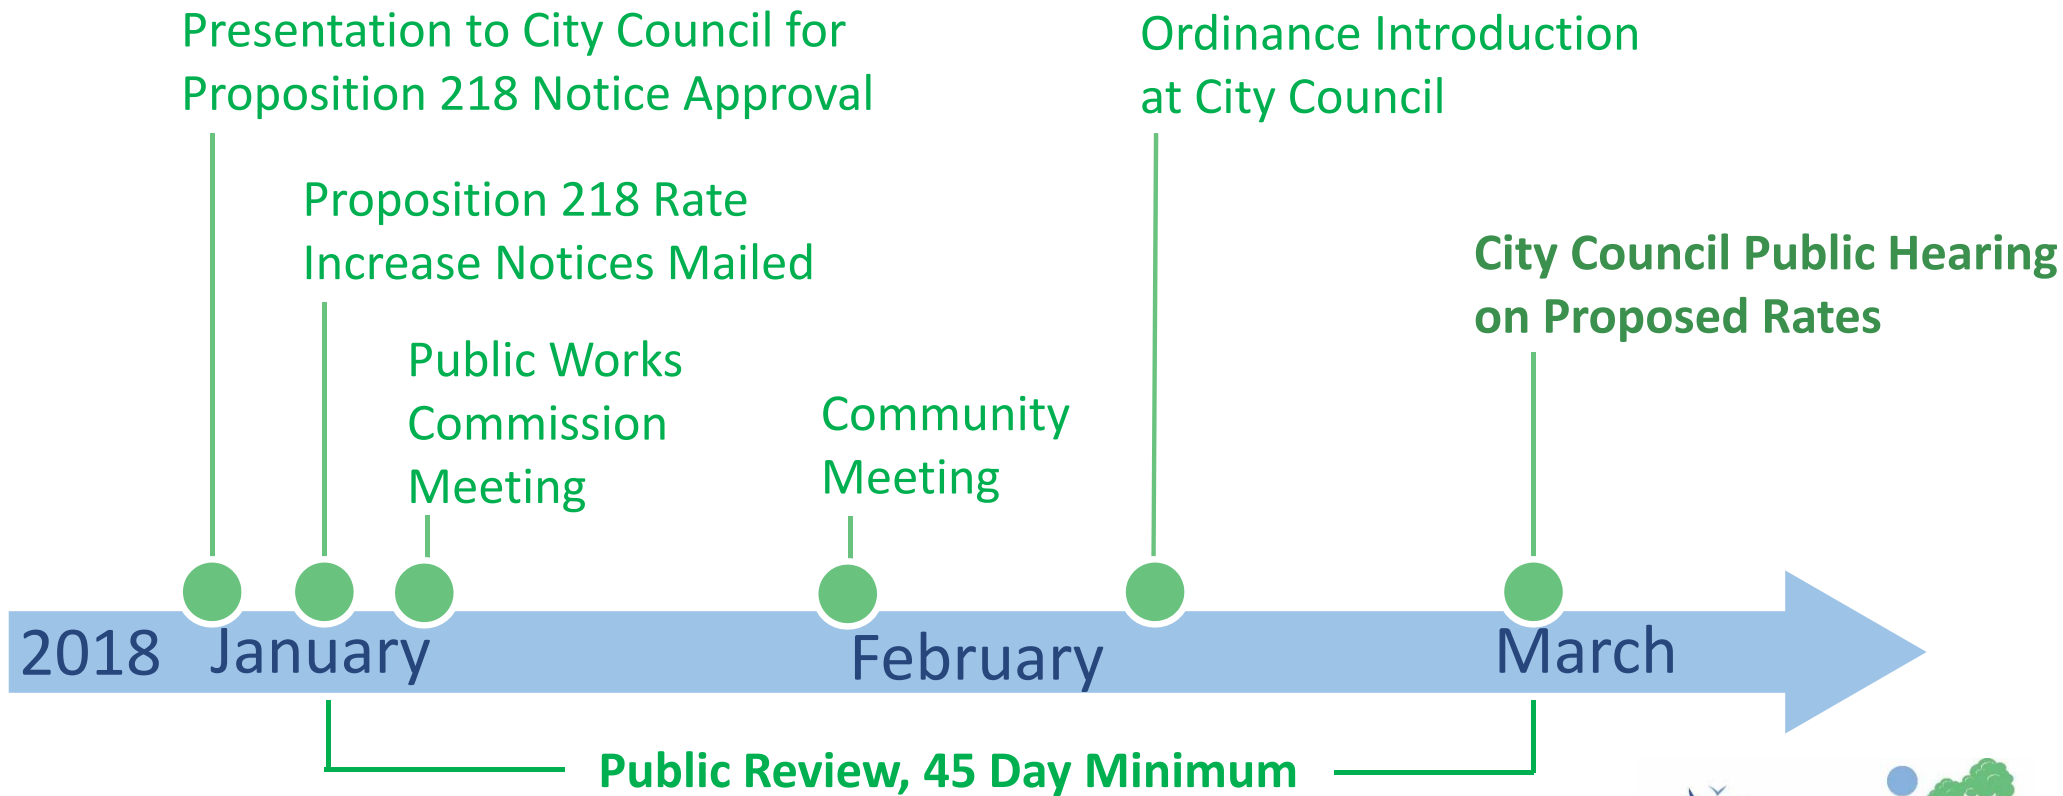 Presentation to City Council for
Proposition 218 Notice Approval
Ordinance Introduction
at City Council
Proposition 218 Rate
Increase Notices Mailed
City Council Public Hearing
on Proposed Rates
Public Works
Commission
Meeting
Community
Meeting
2018 January February March
Public Review, 45 Day Minimum